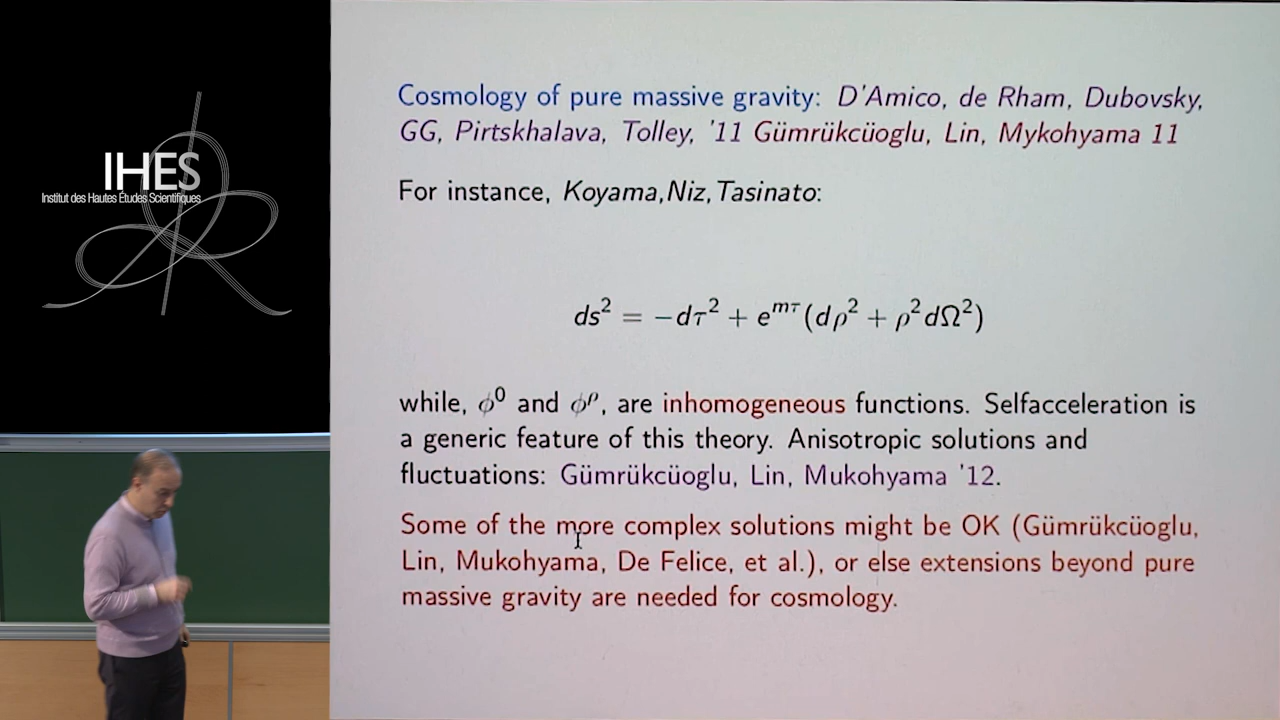 IHES
Institut des Hautes Études Scientifiques
Cosmology of pure massive gravity: D'Amico, de Rham, Dubovsky,
GG, Pirtskhalava, Tolley, '11 Gümrükcüoglu, Lin, Mykohyama 11
For instance, Koyama,Niz,Tasinato:
ds² = −dτ² + e^{mτ}(dρ² + ρ²dΩ²)
while, ϕ⁰ and ϕ^ρ, are inhomogeneous functions. Selfacceleration is
a generic feature of this theory. Anisotropic solutions and
fluctuations: Gümrükcüoglu, Lin, Mukohyama '12.
Some of the more complex solutions might be OK (Gümrükcüoglu,
Lin, Mukohyama, De Felice, et al.), or else extensions beyond pure
massive gravity are needed for cosmology.